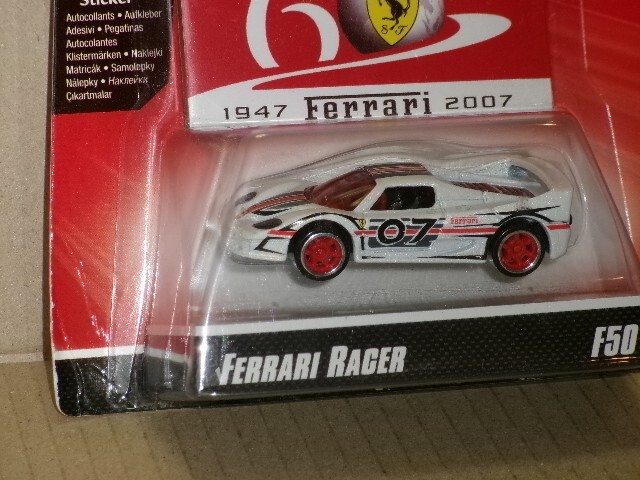 Sticker
Autocollants • Aufkleber
Adesivi • Pegatinas
Autocolantes
Klistermärken • Naklejki
Matricák • Samolepky
Nálepky • Наклейки
Çıkartmalar
60
S F
1947 Ferrari 2007
07
Ferrari
FERRARI RACER
F50